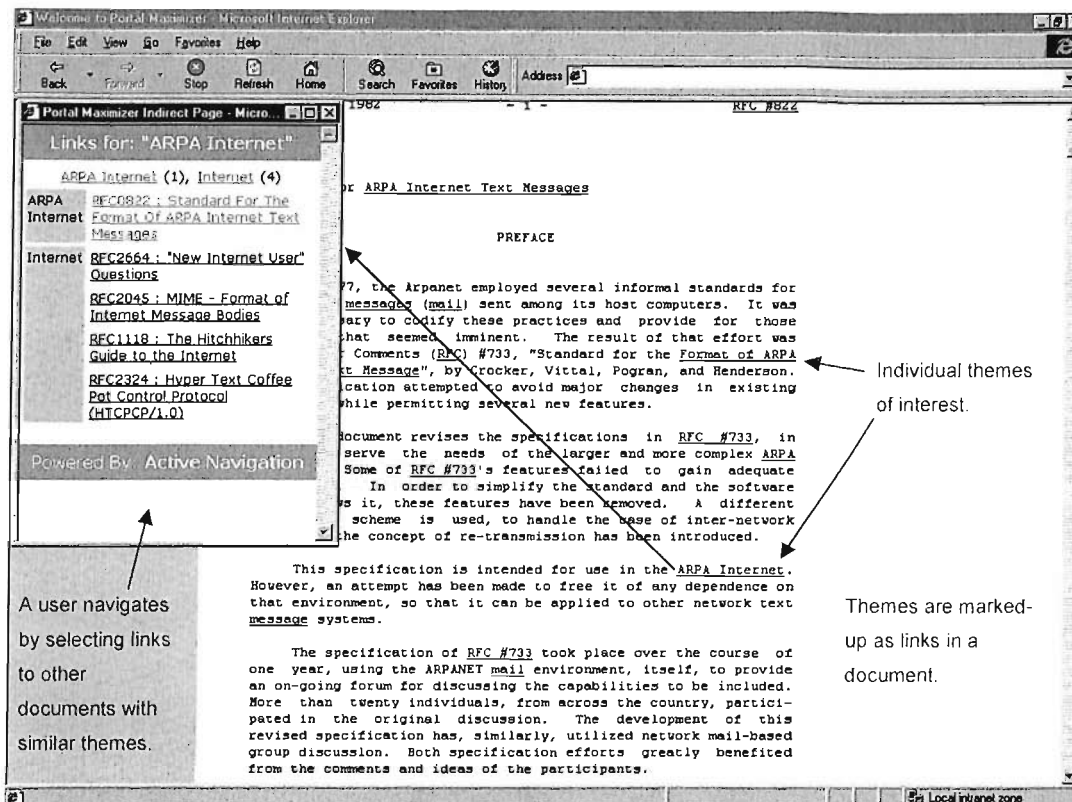 Welcome to Portal Maximizer - Microsoft Internet Explorer
File Edit View Go Favorites Help
Back Forward Stop Refresh Home Search Favorites History Address
Portal Maximizer Indirect Page - Micro...
Links for: "ARPA Internet"
ARPA Internet (1), Internet (4)
ARPA Internet
RFC0822 : Standard For The
Format Of ARPA Internet Text
Messages
Internet
RFC2664 : "New Internet User"
Questions
RFC2045 : MIME - Format of
Internet Message Bodies
RFC1118 : The Hitchhikers
Guide to the Internet
RFC2324 : Hyper Text Coffee
Pot Control Protocol
(HTCPCP/1.0)
Powered By: Active Navigation
1982 - 1 - RFC #822
or ARPA Internet Text Messages
PREFACE
77, the Arpanet employed several informal standards for
messages (mail) sent among its host computers. It was
sary to codify these practices and provide for those
that seemed imminent. The result of that effort was
Comments (RFC) #733, "Standard for the Format of ARPA
xt Message", by Crocker, Vittal, Pogran, and Henderson.
ication attempted to avoid major changes in existing
while permitting several new features.
document revises the specifications in RFC #733, in
serve the needs of the larger and more complex ARPA
Some of RFC #733's features failed to gain adequate
In order to simplify the standard and the software
s it, these features have been removed. A different
scheme is used, to handle the case of inter-network
the concept of re-transmission has been introduced.
This specification is intended for use in the ARPA Internet.
However, an attempt has been made to free it of any dependence on
that environment, so that it can be applied to other network text
message systems.
The specification of RFC #733 took place over the course of
one year, using the ARPANET mail environment, itself, to provide
an on-going forum for discussing the capabilities to be included.
More than twenty individuals, from across the country, partici-
pated in the original discussion. The development of this
revised specification has, similarly, utilized network mail-based
group discussion. Both specification efforts greatly benefited
from the comments and ideas of the participants.
Individual themes
of interest.
Themes are marked-
up as links in a
document.
A user navigates
by selecting links
to other
documents with
similar themes.
Local intranet zone